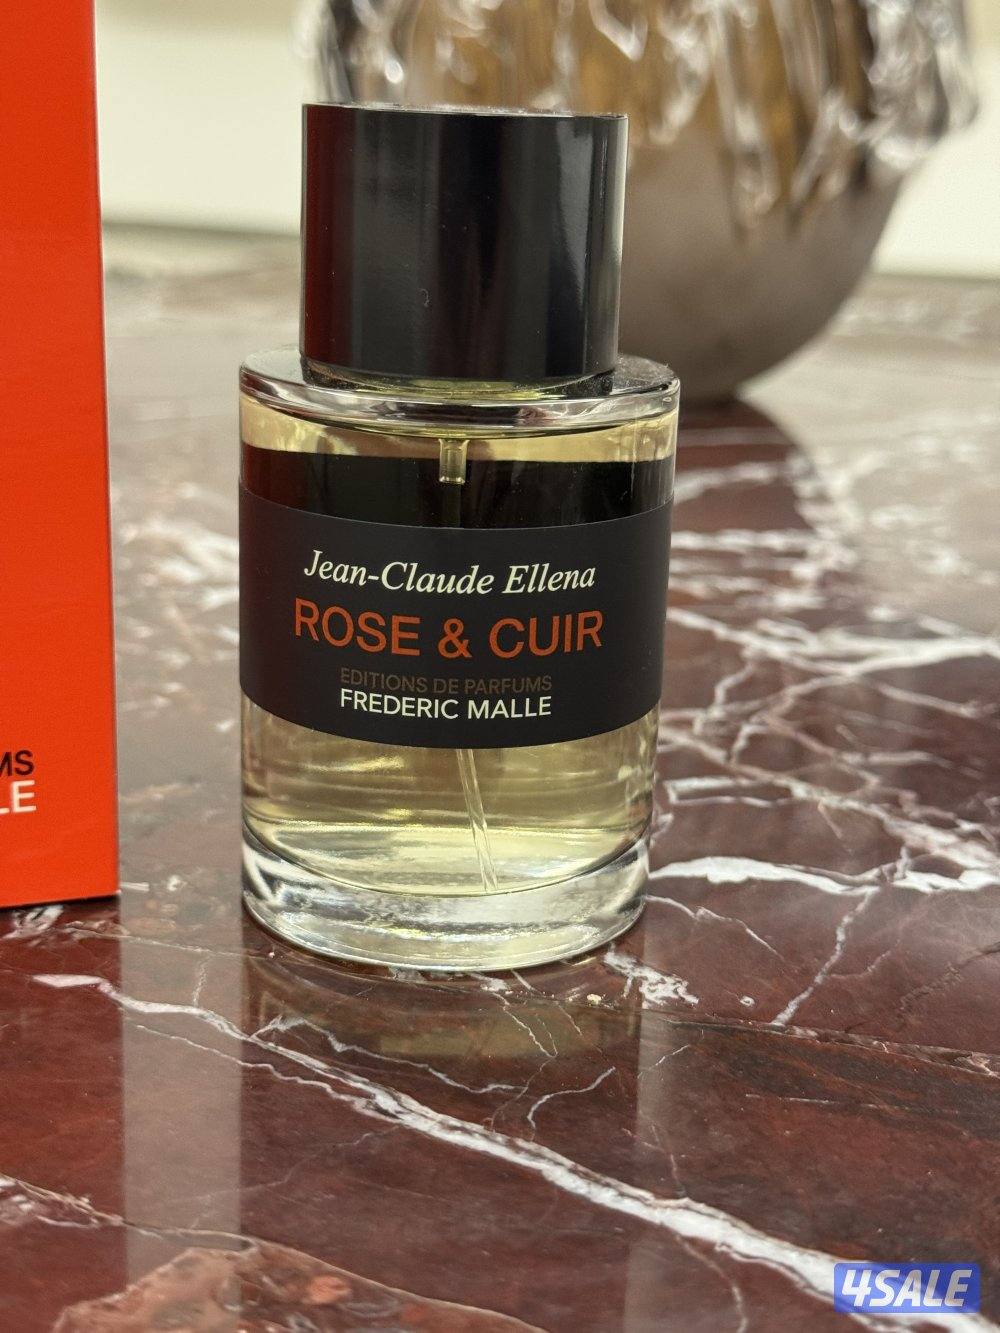 Jean-Claude Ellena
ROSE & CUIR
EDITIONS DE PARFUMS
FREDERIC MALLE
MS
LE
4SALE